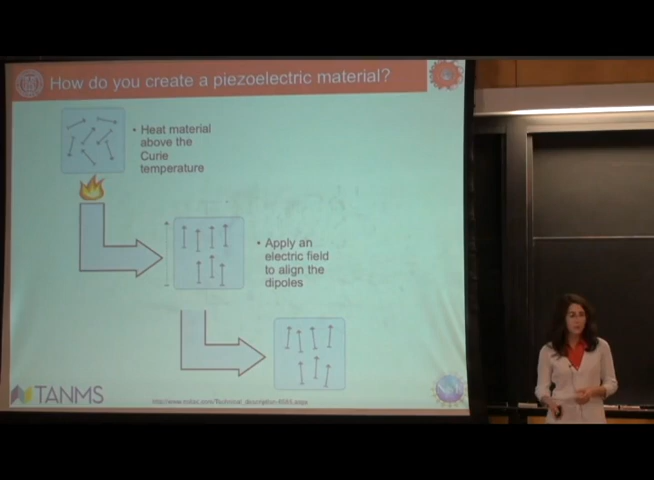 How do you create a piezoelectric material?
• Heat material
above the
Curie
temperature
• Apply an
electric field
to align the
dipoles
TANMS